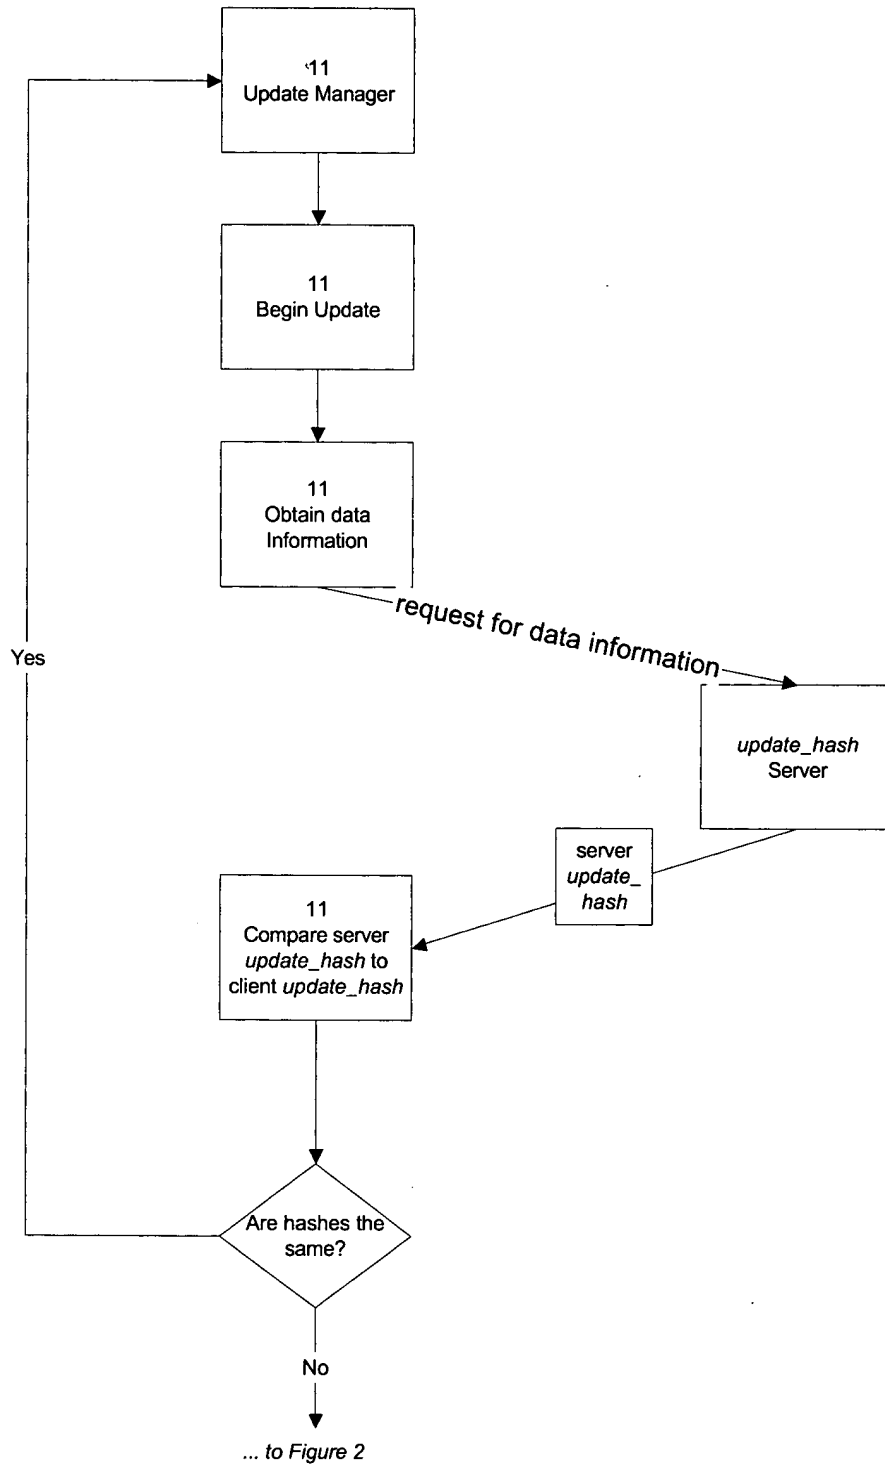 11
Update Manager
11
Begin Update
11
Obtain data
Information
request for data information
Yes
update_hash
Server
server
update_
hash
11
Compare server
update_hash to
client update_hash
Are hashes the
same?
No
... to Figure 2